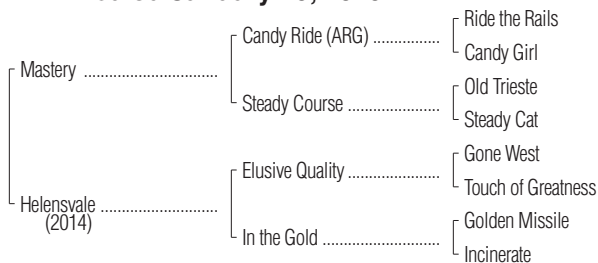 Ride the Rails
Candy Ride (ARG) ..................
Candy Girl
Mastery ....................................
Old Trieste
Steady Course .........................
Steady Cat
Gone West
Elusive Quality .........................
Touch of Greatness
Helensvale ................................
(2014)
Golden Missile
In the Gold ...............................
Incinerate